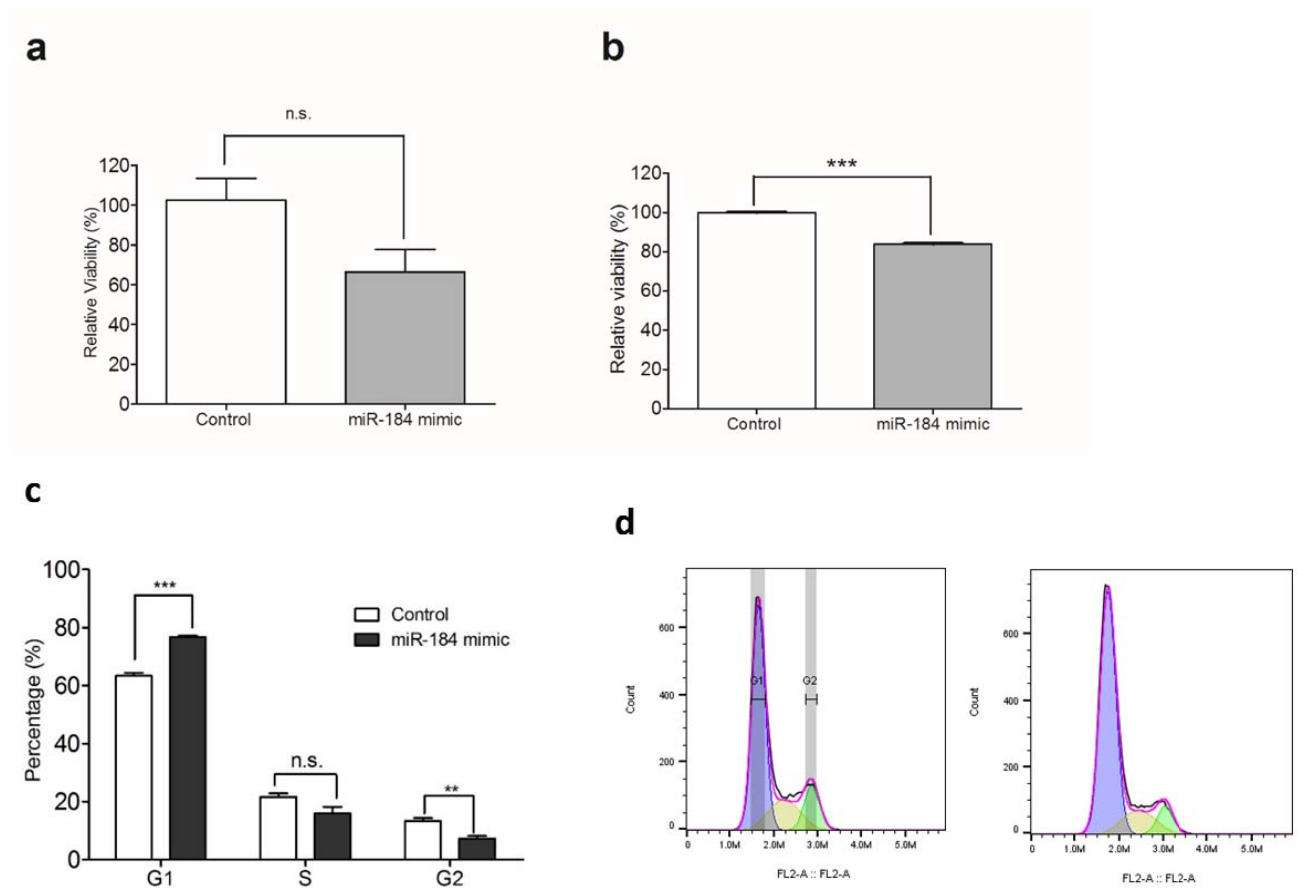 a
n.s.
Relative Viability (%)
120
100
80
60
40
20
0
Control
miR-184 mimic
b
***
Relative viability (%)
120
100
80
60
40
20
0
Control
miR-184 mimic
c
***
n.s.
**
Control
miR-184 mimic
Percentage (%)
100
80
60
40
20
0
G1
S
G2
d
G1
G2
Count
600
400
200
0
0
1.0M
2.0M
3.0M
4.0M
5.0M
FL2-A :: FL2-A
Count
600
400
200
0
0
1.0M
2.0M
3.0M
4.0M
5.0M
FL2-A :: FL2-A